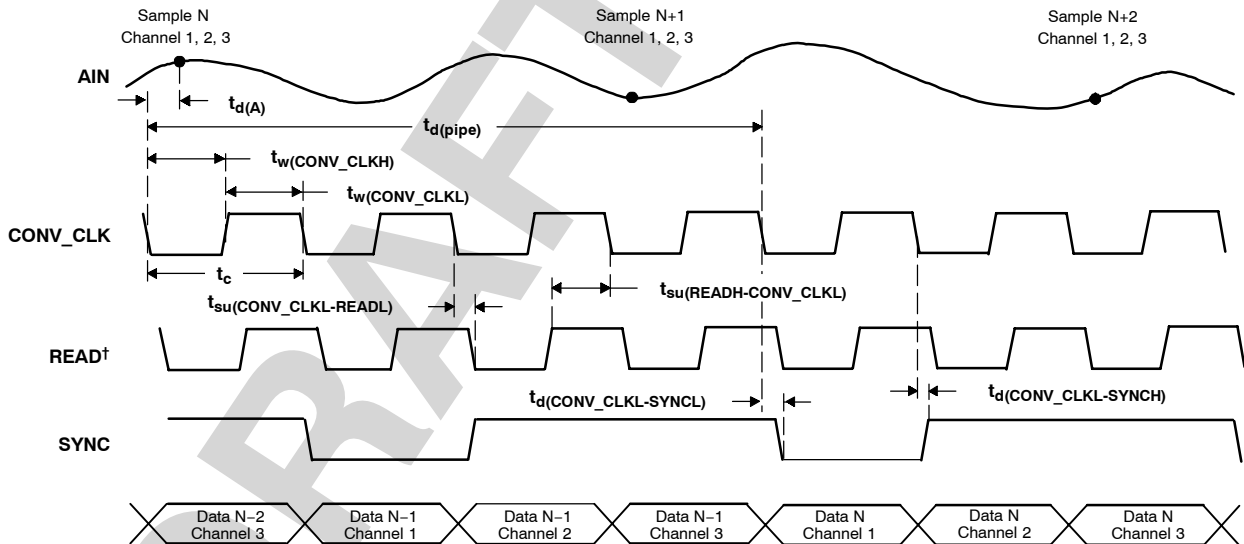 Sample N
Channel 1, 2, 3
Sample N+1
Channel 1, 2, 3
Sample N+2
Channel 1, 2, 3
AIN
td(A)
td(pipe)
tw(CONV_CLKH)
tw(CONV_CLKL)
CONV_CLK
tc
tsu(CONV_CLKL-READL)
tsu(READH-CONV_CLKL)
READ†
td(CONV_CLKL-SYNCL)
td(CONV_CLKL-SYNCH)
SYNC
Data N−2
Channel 3
Data N−1
Channel 1
Data N−1
Channel 2
Data N−1
Channel 3
Data N
Channel 1
Data N
Channel 2
Data N
Channel 3
DRAFT